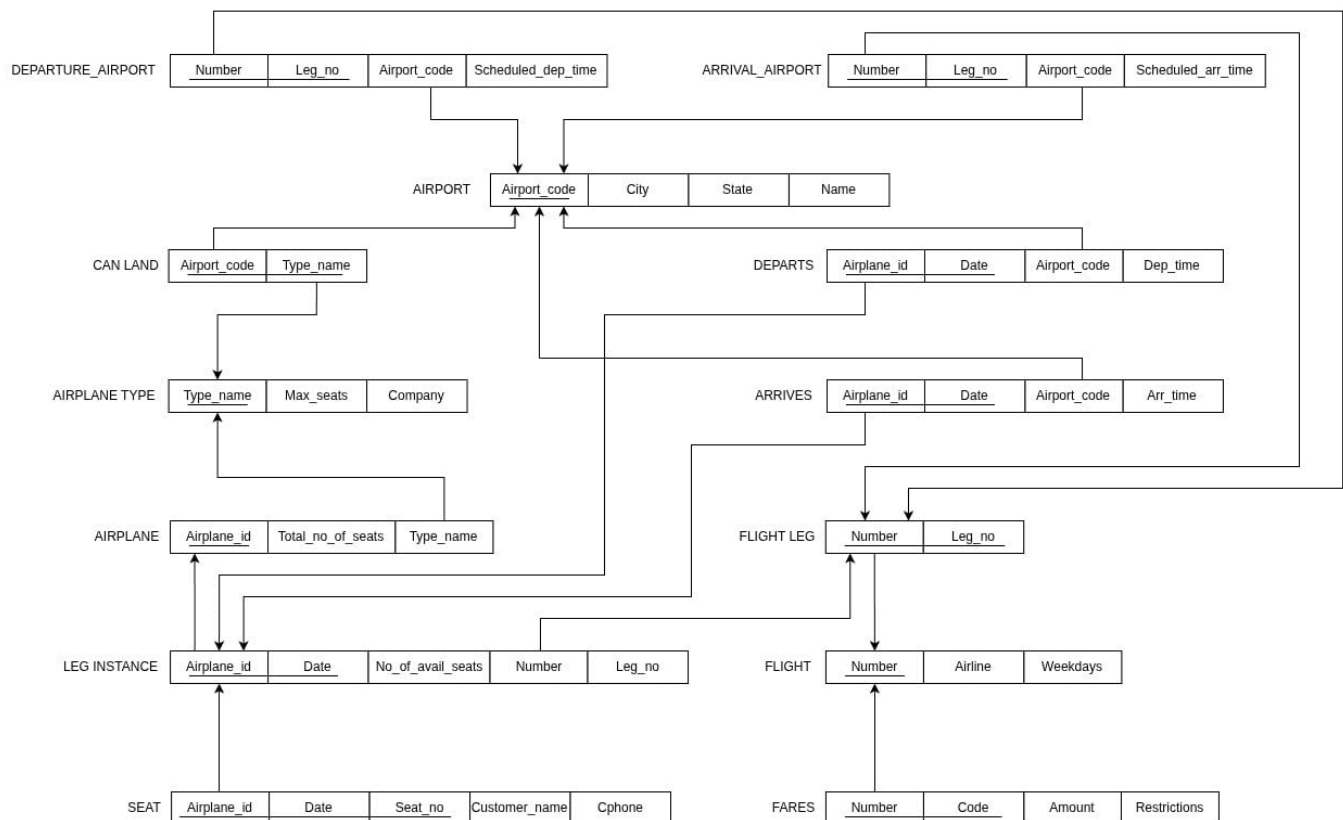 DEPARTURE_AIRPORT Number Leg_no Airport_code Scheduled_dep_time
ARRIVAL_AIRPORT Number Leg_no Airport_code Scheduled_arr_time
AIRPORT Airport_code City State Name
CAN LAND Airport_code Type_name
DEPARTS Airplane_id Date Airport_code Dep_time
AIRPLANE TYPE Type_name Max_seats Company
ARRIVES Airplane_id Date Airport_code Arr_time
AIRPLANE Airplane_id Total_no_of_seats Type_name
FLIGHT LEG Number Leg_no
LEG INSTANCE Airplane_id Date No_of_avail_seats Number Leg_no
FLIGHT Number Airline Weekdays
SEAT Airplane_id Date Seat_no Customer_name Cphone
FARES Number Code Amount Restrictions